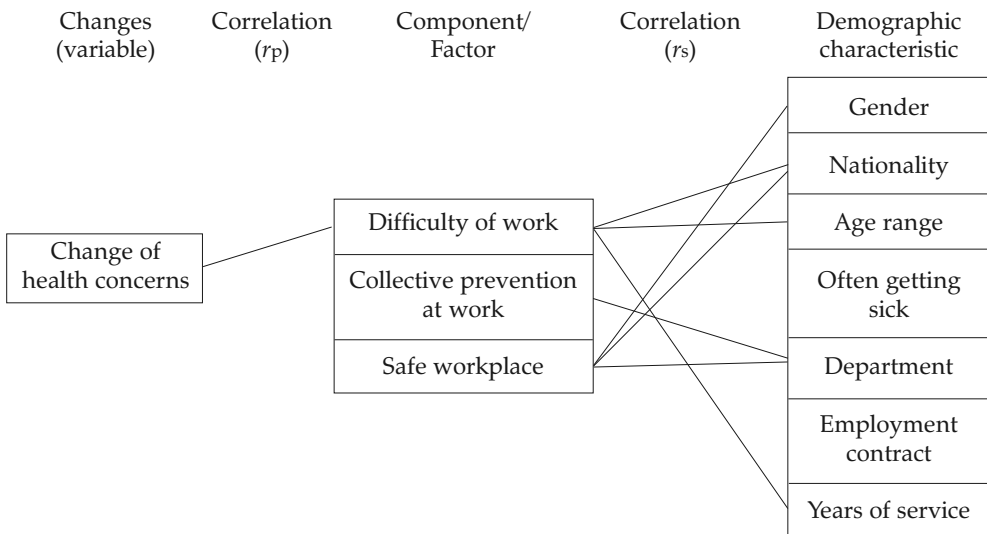 Changes
(variable)
Correlation
(rp)
Component/
Factor
Correlation
(rs)
Demographic
characteristic
Change of
health concerns
Difficulty of work
Collective prevention
at work
Safe workplace
Gender
Nationality
Age range
Often getting
sick
Department
Employment
contract
Years of service